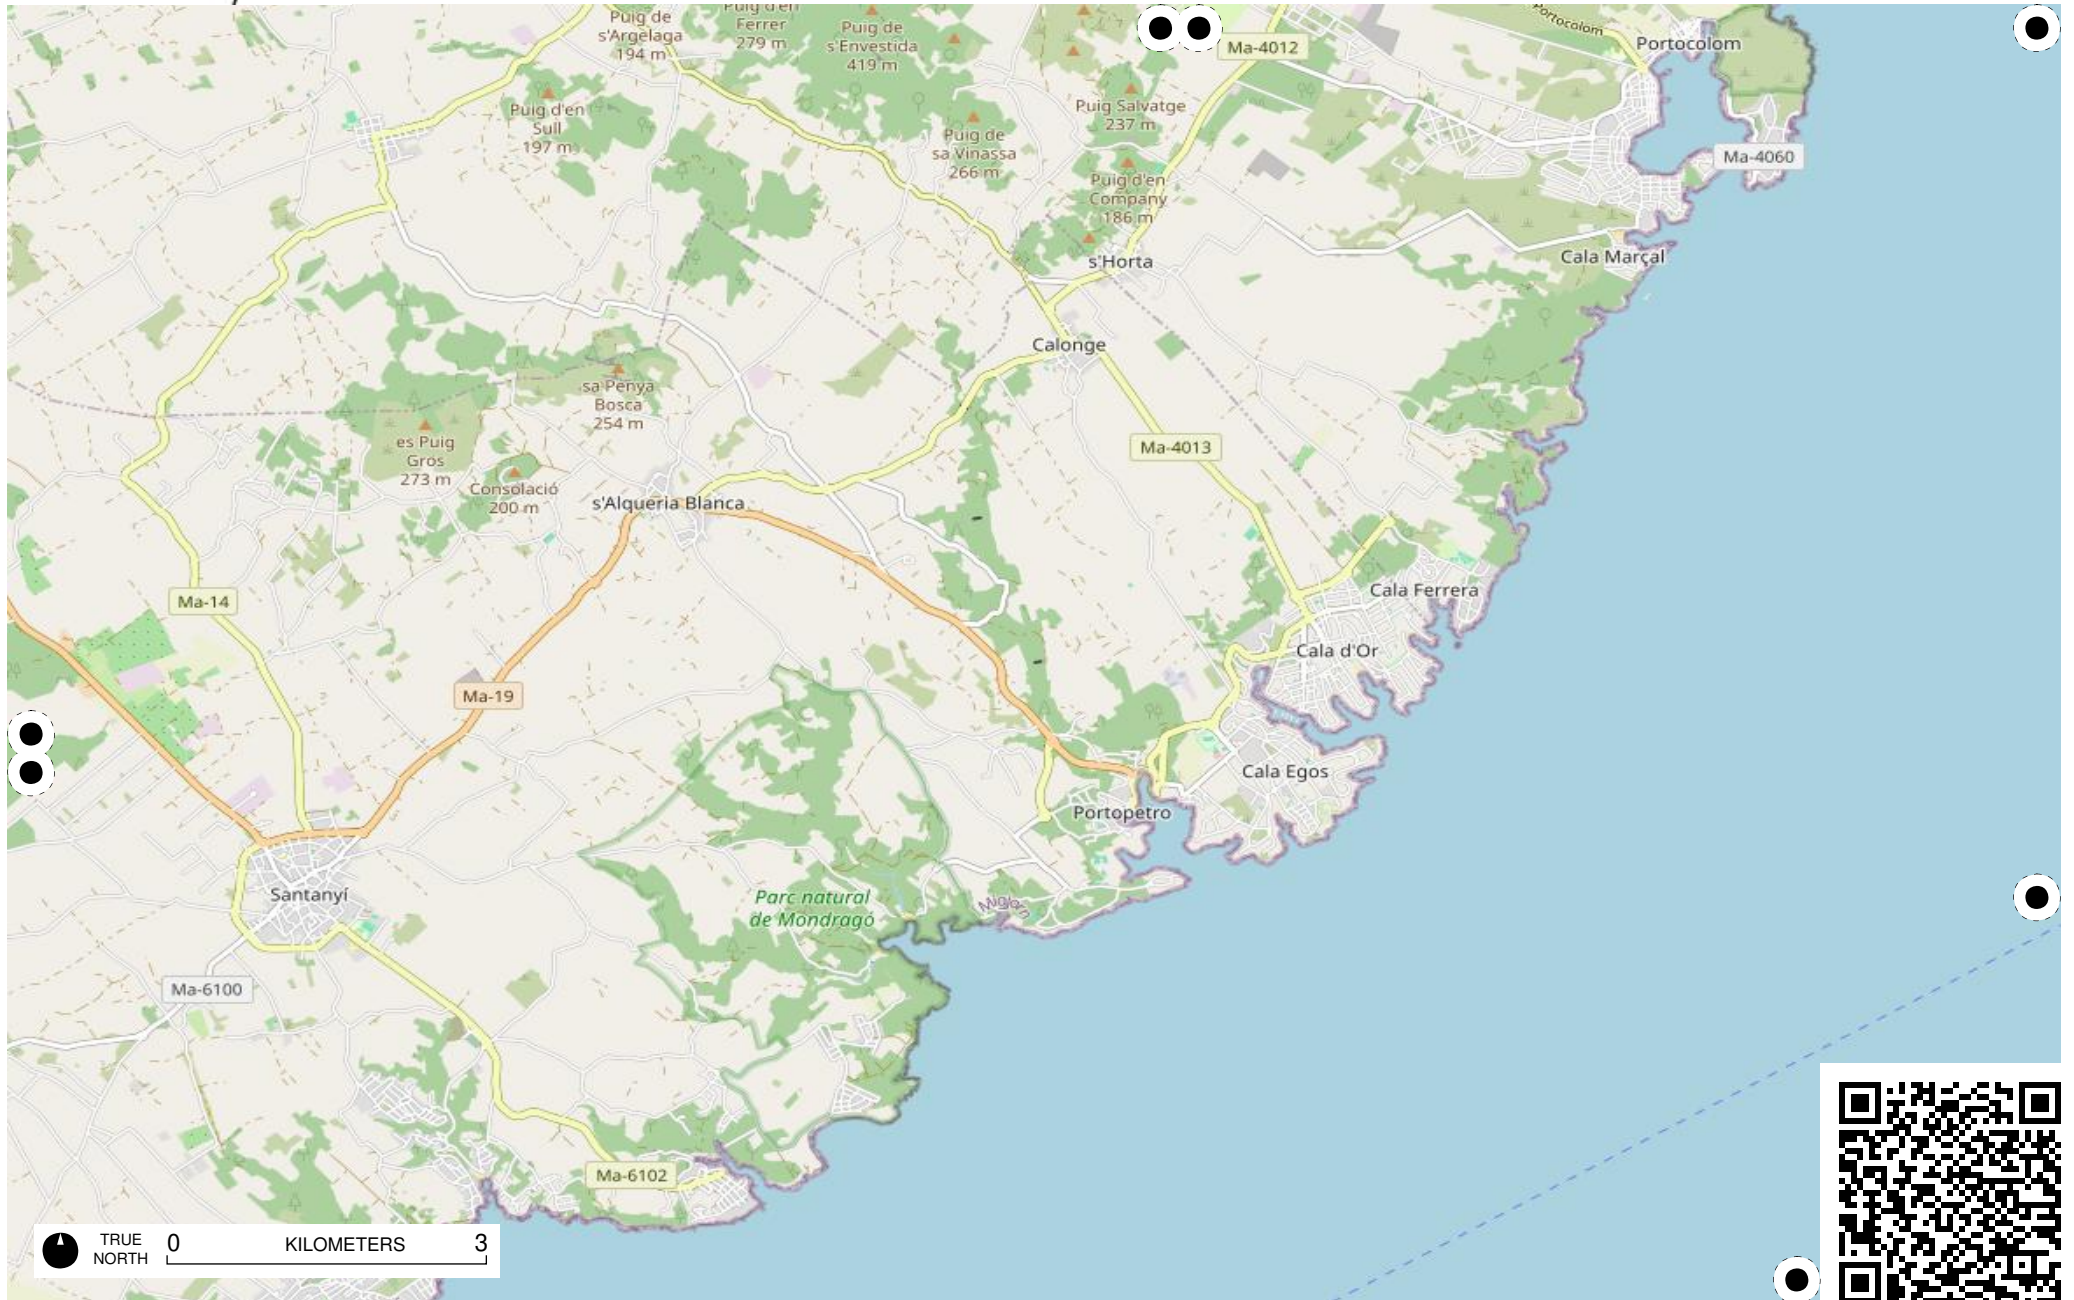 Puig de
s'Argelaga
194 m
Puig d'en
Ferrer
279 m
Puig de
s'Envestida
419 m
Ma-4012
Portocolom
Portocolom
Puig d'en
Sull
197 m
Puig Salvatge
237 m
Puig de
sa Vinassa
266 m
Ma-4060
Puig d'en
Company
186 m
s'Horta
Cala Marçal
Calonge
sa Penya
Bosca
254 m
es Puig
Gros
273 m
Ma-4013
Consolació
200 m
s'Alqueria Blanca
Ma-14
Cala Ferrera
Cala d'Or
Ma-19
Cala Egos
Portopetro
Santanyí
Parc natural
de Mondragó
Migjorn
Ma-6100
Ma-6102
TRUE
NORTH
0 KILOMETERS 3